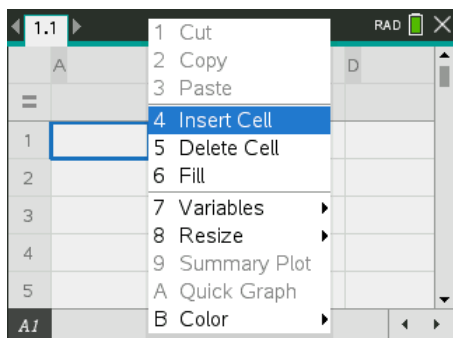 1.1 RAD
A D
=
1
2
3
4
5
A1
1 Cut
2 Copy
3 Paste
4 Insert Cell
5 Delete Cell
6 Fill
7 Variables
8 Resize
9 Summary Plot
A Quick Graph
B Color